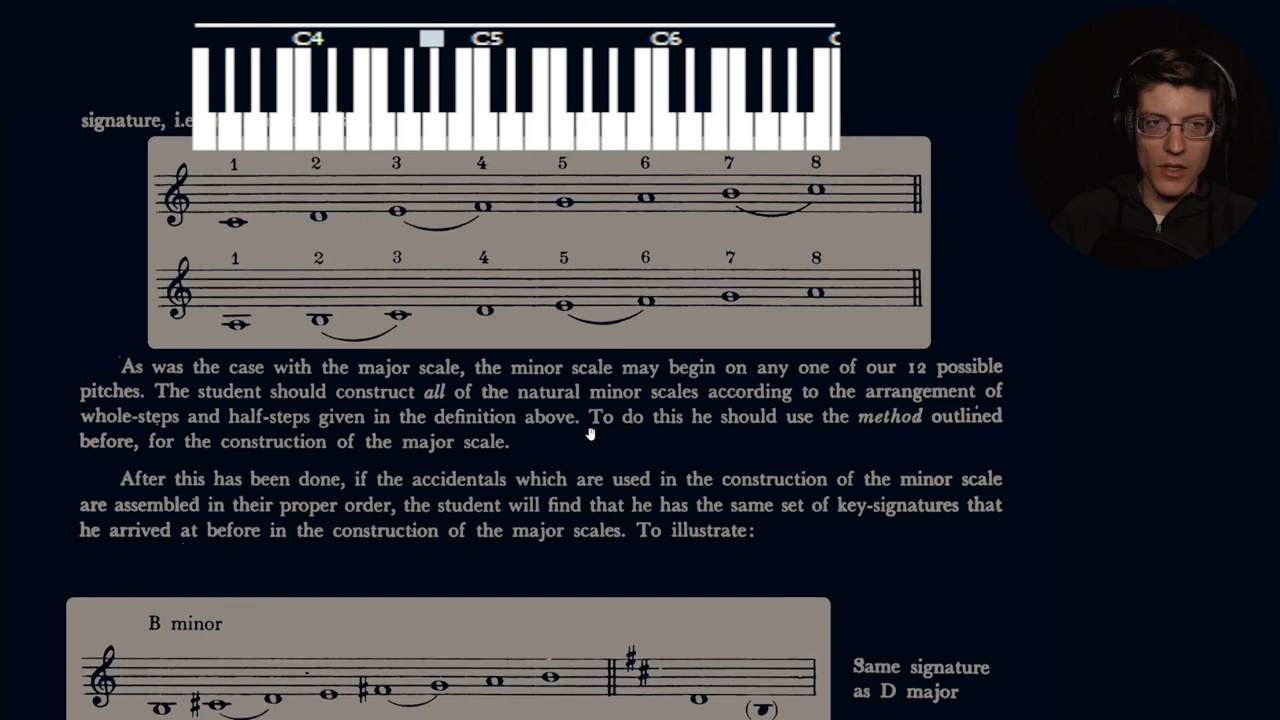 C4 C5 C6
signature, i.e
1 2 3 4 5 6 7 8
1 2 3 4 5 6 7 8
As was the case with the major scale, the minor scale may begin on any one of our 12 possible
pitches. The student should construct all of the natural minor scales according to the arrangement of
whole-steps and half-steps given in the definition above. To do this he should use the method outlined
before, for the construction of the major scale.
After this has been done, if the accidentals which are used in the construction of the minor scale
are assembled in their proper order, the student will find that he has the same set of key-signatures that
he arrived at before in the construction of the major scales. To illustrate:
B minor
Same signature
as D major